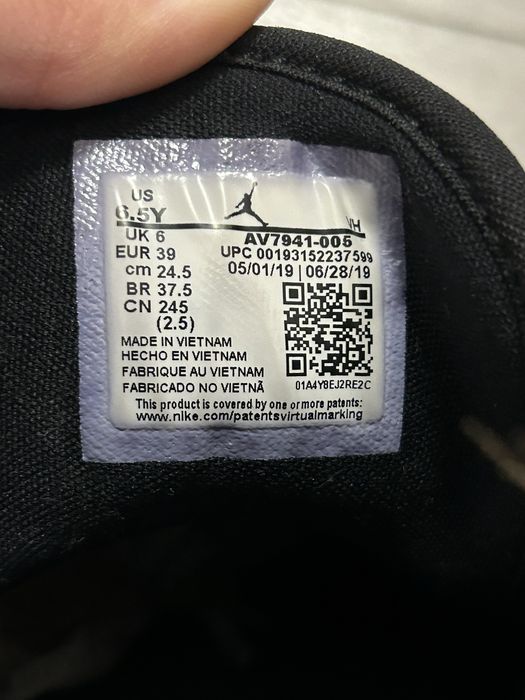 US
6.5Y
VH
UK 6
AV7941-005
EUR 39
UPC 00193152237599
cm 24.5
05/01/19 | 06/28/19
BR 37.5
CN 245
(2.5)
MADE IN VIETNAM
HECHO EN VIETNAM
FABRIQUE AU VIETNAM
FABRICADO NO VIETNÃ
01A4Y8EJ2RE2C
This product is covered by one or more patents:
www.nike.com/patentsvirtualmarking